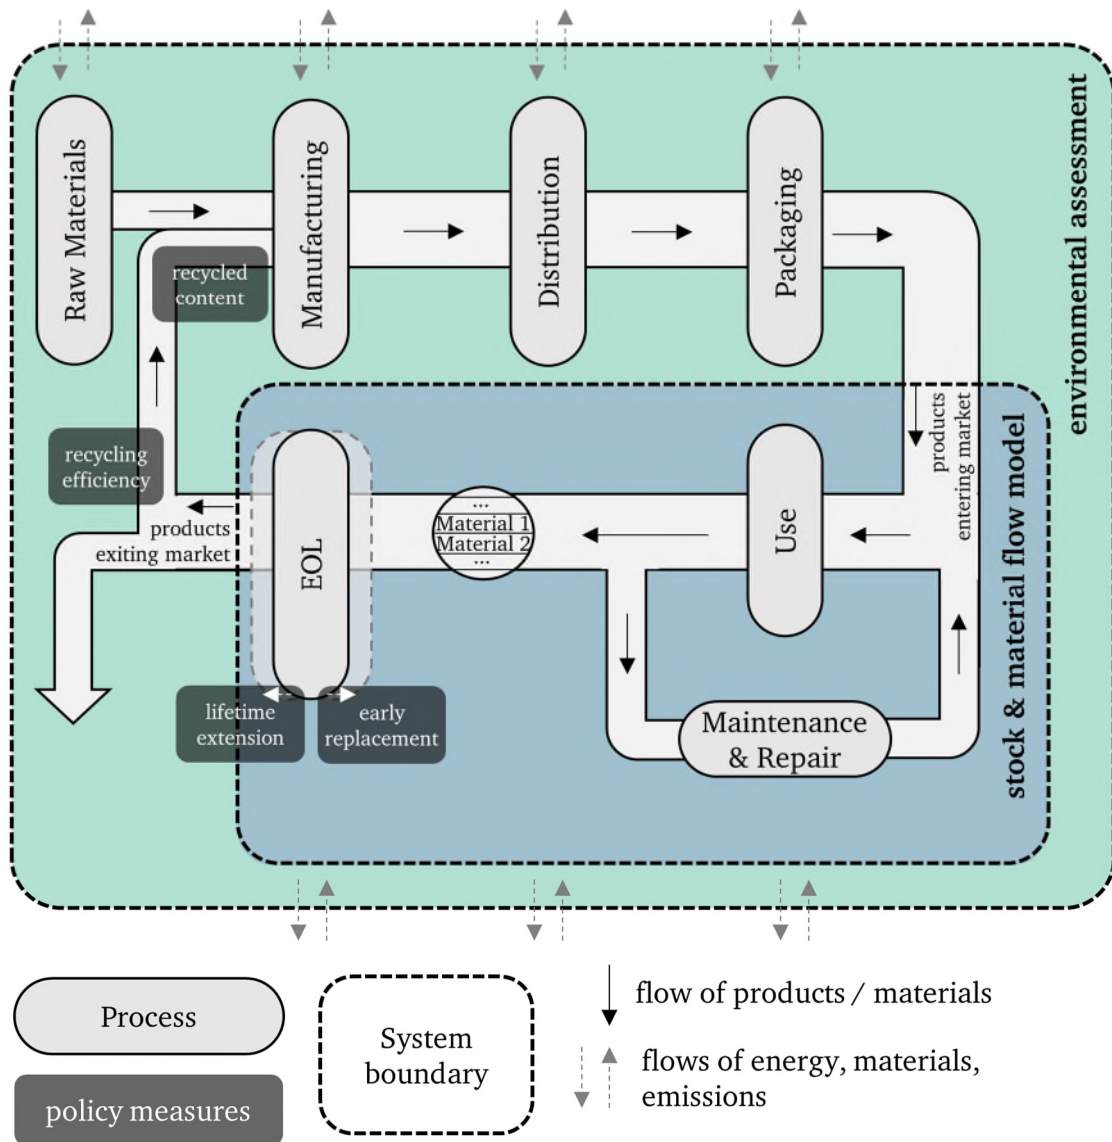 Raw Materials
Manufacturing
Distribution
Packaging
environmental assessment
recycled
content
recycling
efficiency
products
exiting market
EOL
...
Material 1
Material 2
...
Use
products
entering market
stock & material flow model
lifetime
extension
early
replacement
Maintenance
& Repair
Process
policy measures
System
boundary
flow of products / materials
flows of energy, materials,
emissions